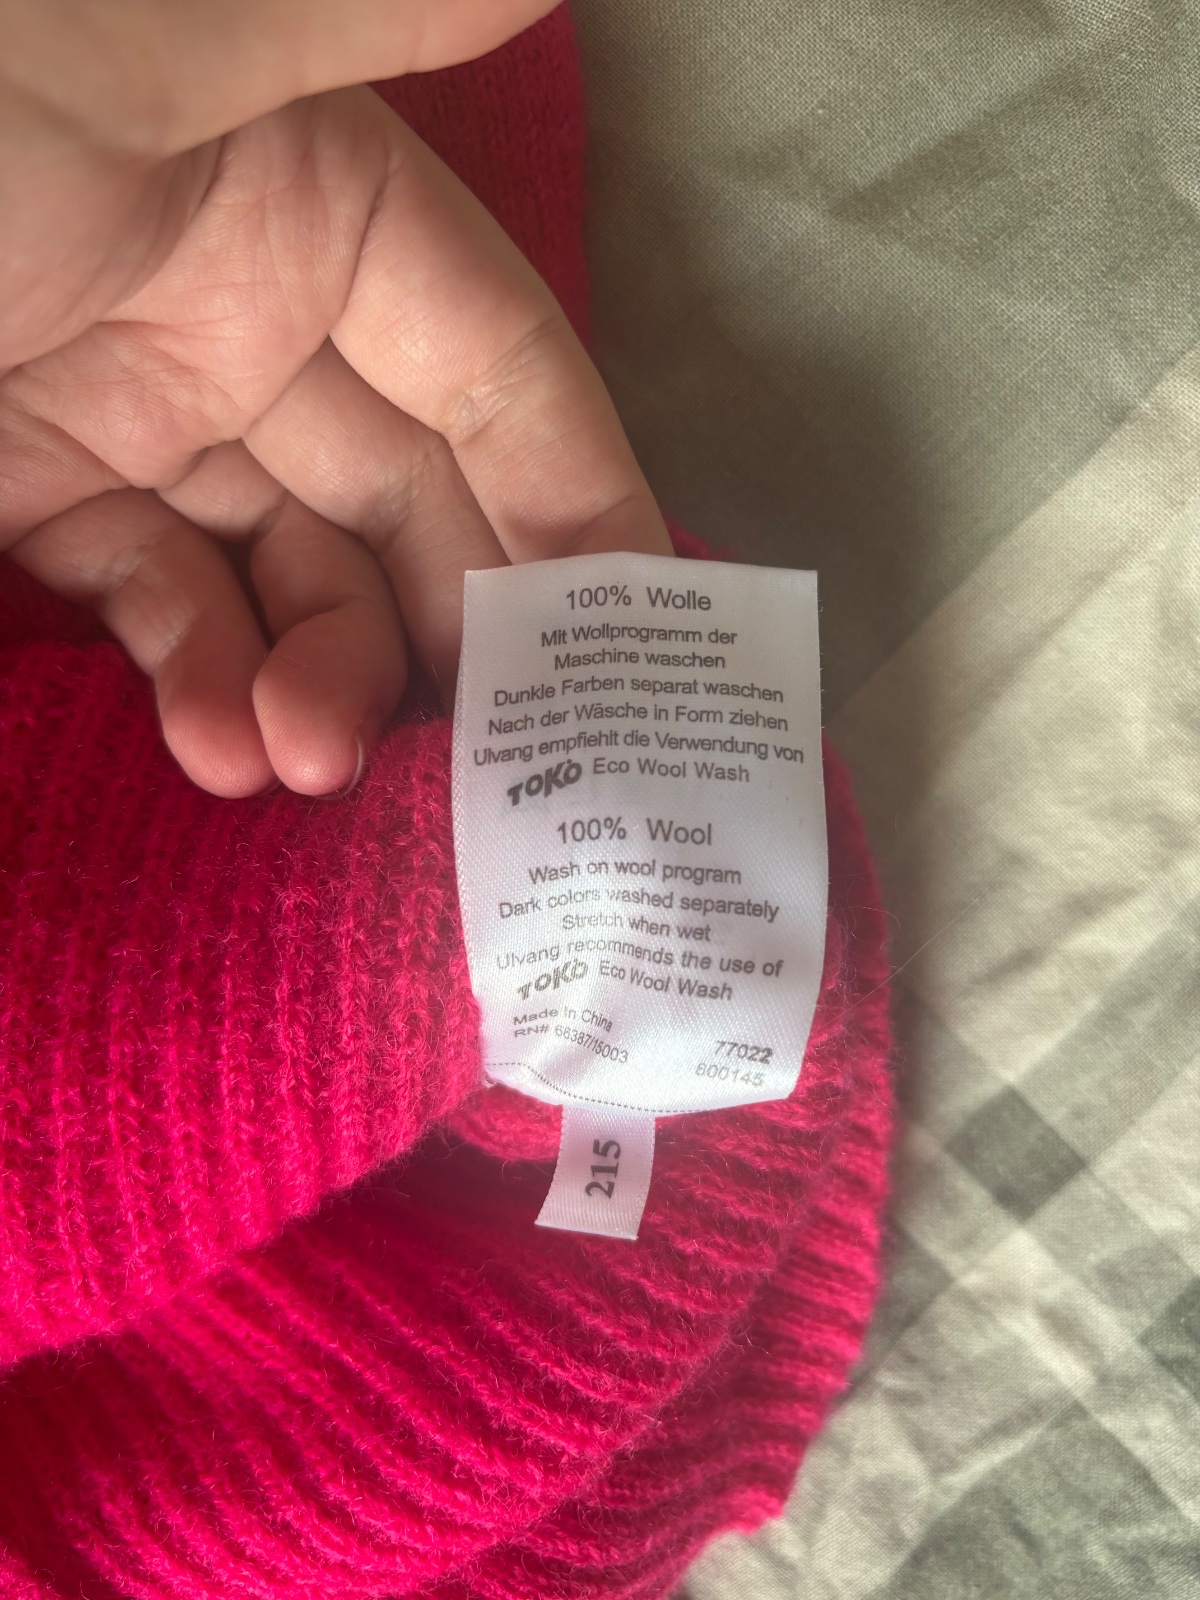 100% Wolle
Mit Wollprogramm der
Maschine waschen
Dunkle Farben separat waschen
Nach der Wäsche in Form ziehen
Ulvang empfiehlt die Verwendung von
TOKO Eco Wool Wash
100% Wool
Wash on wool program
Dark colors washed separately
Stretch when wet
Ulvang recommends the use of
TOKO Eco Wool Wash
Made In China
RN# 66387/15003
77022
600145
215